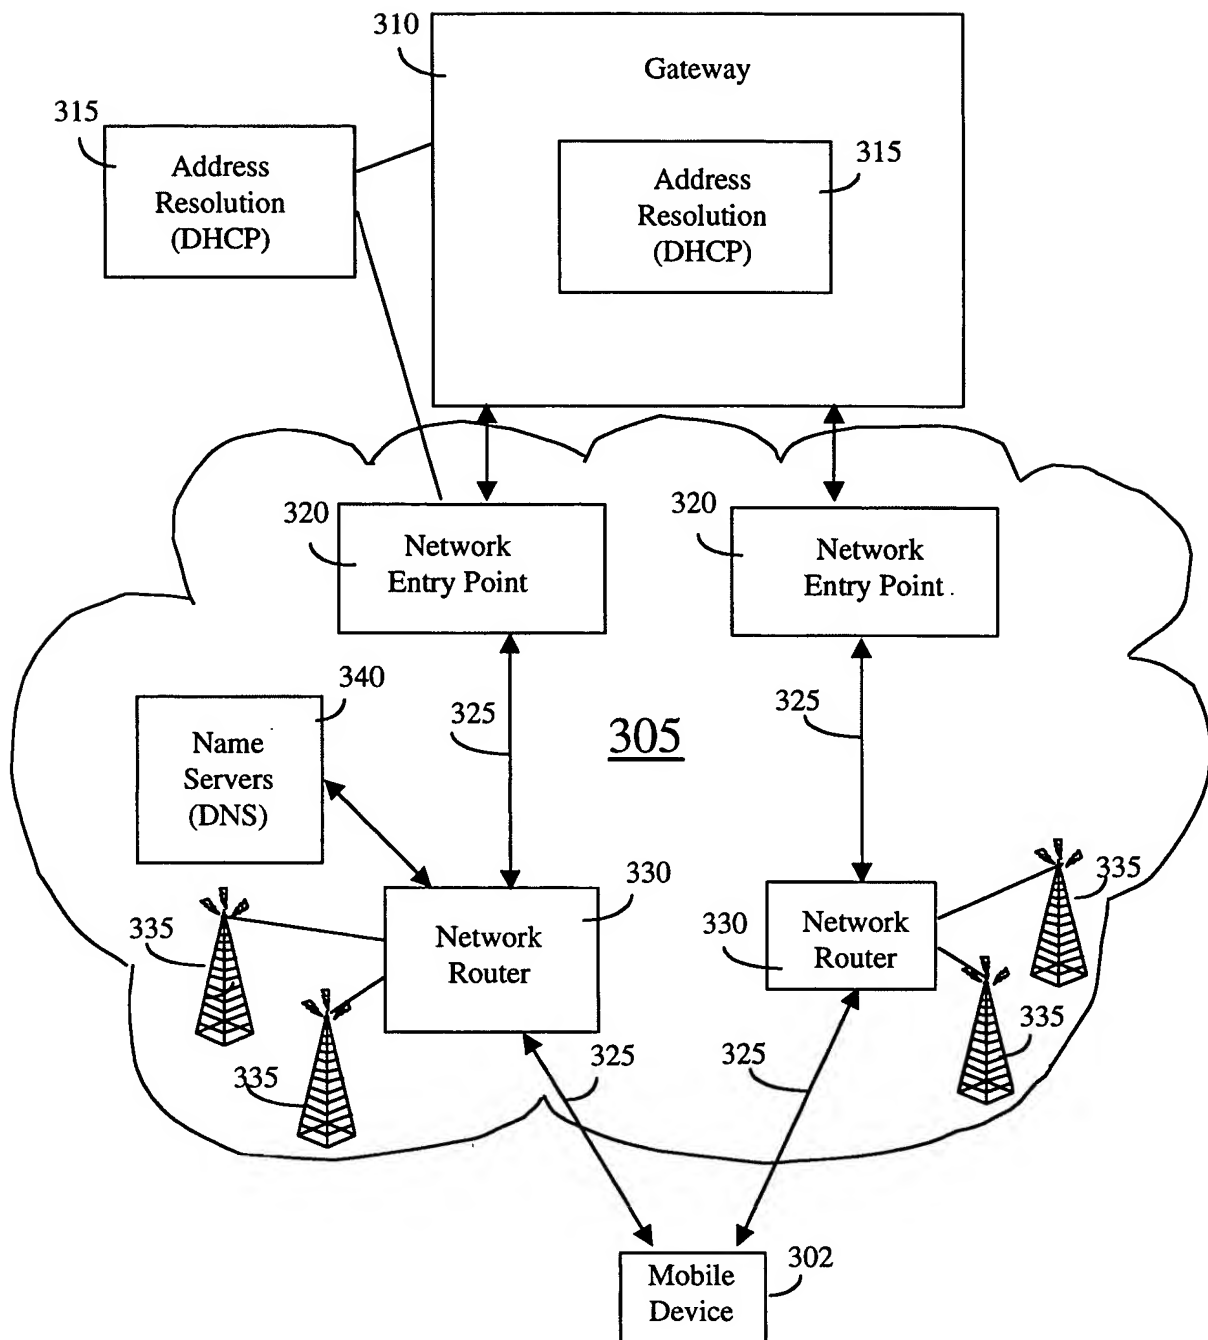 310
Gateway
315
Address
Resolution
(DHCP)
315
Address
Resolution
(DHCP)
320
Network
Entry Point
320
Network
Entry Point
340
Name
Servers
(DNS)
325
305
325
330
Network
Router
335
335
325
330
Network
Router
335
335
325
302
Mobile
Device